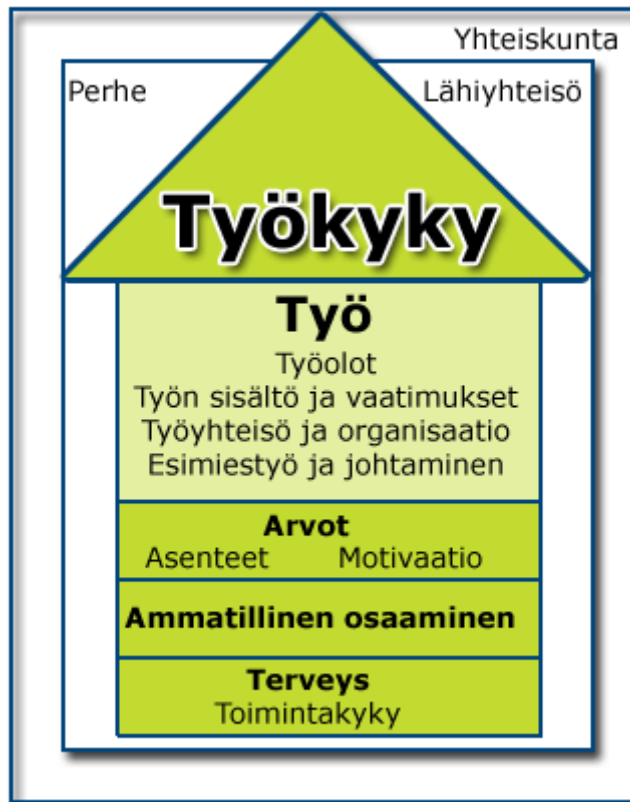 Yhteiskunta
Perhe Lähiyhteisö
Työkyky
Työ
Työolot
Työn sisältö ja vaatimukset
Työyhteisö ja organisaatio
Esimiestyö ja johtaminen
Arvot
Asenteet Motivaatio
Ammatillinen osaaminen
Terveys
Toimintakyky